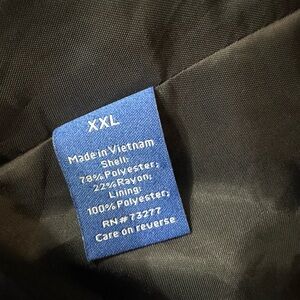 XXL
Made in Vietnam
Shell:
78% Polyester;
22% Rayon;
Lining:
100% Polyester;
RN# 73277
Care on reverse